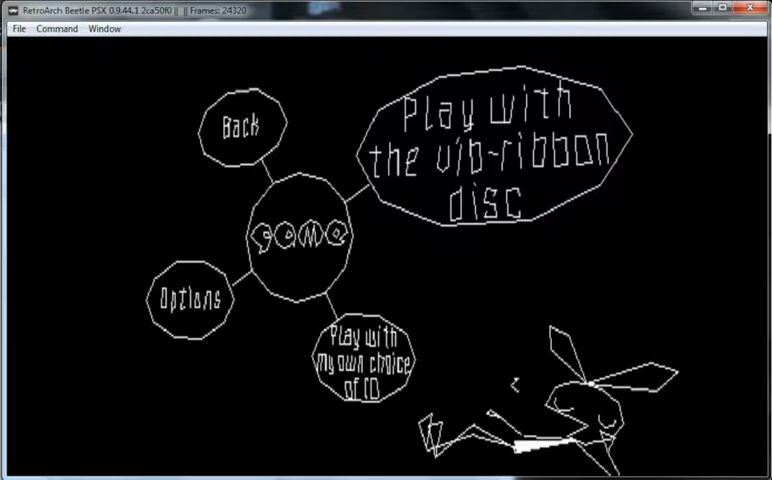 RetroArch Beetle PSX 0.9.44.1 2ca50f0 || || Frames: 24320
File Command Window
Back
Play with
the vib-ribbon
disc
game
Options
Play with
my own choice
of CD